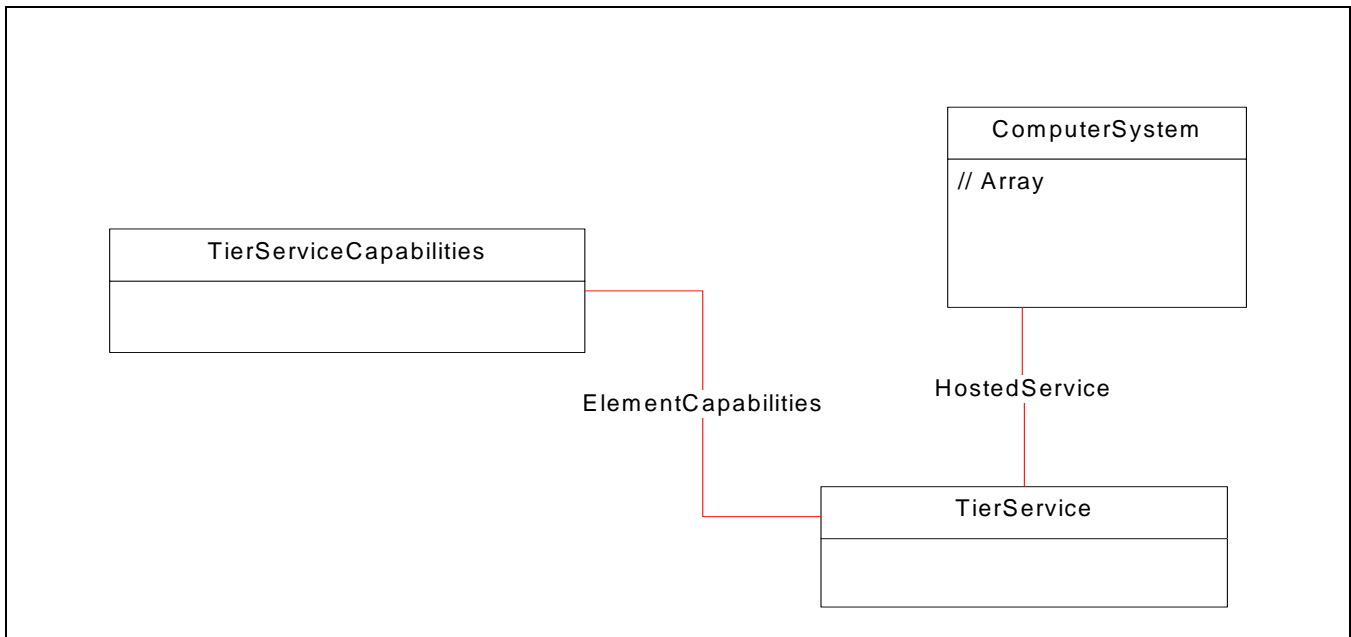 ComputerSystem
// Array
TierServiceCapabilities
HostedService
ElementCapabilities
TierService